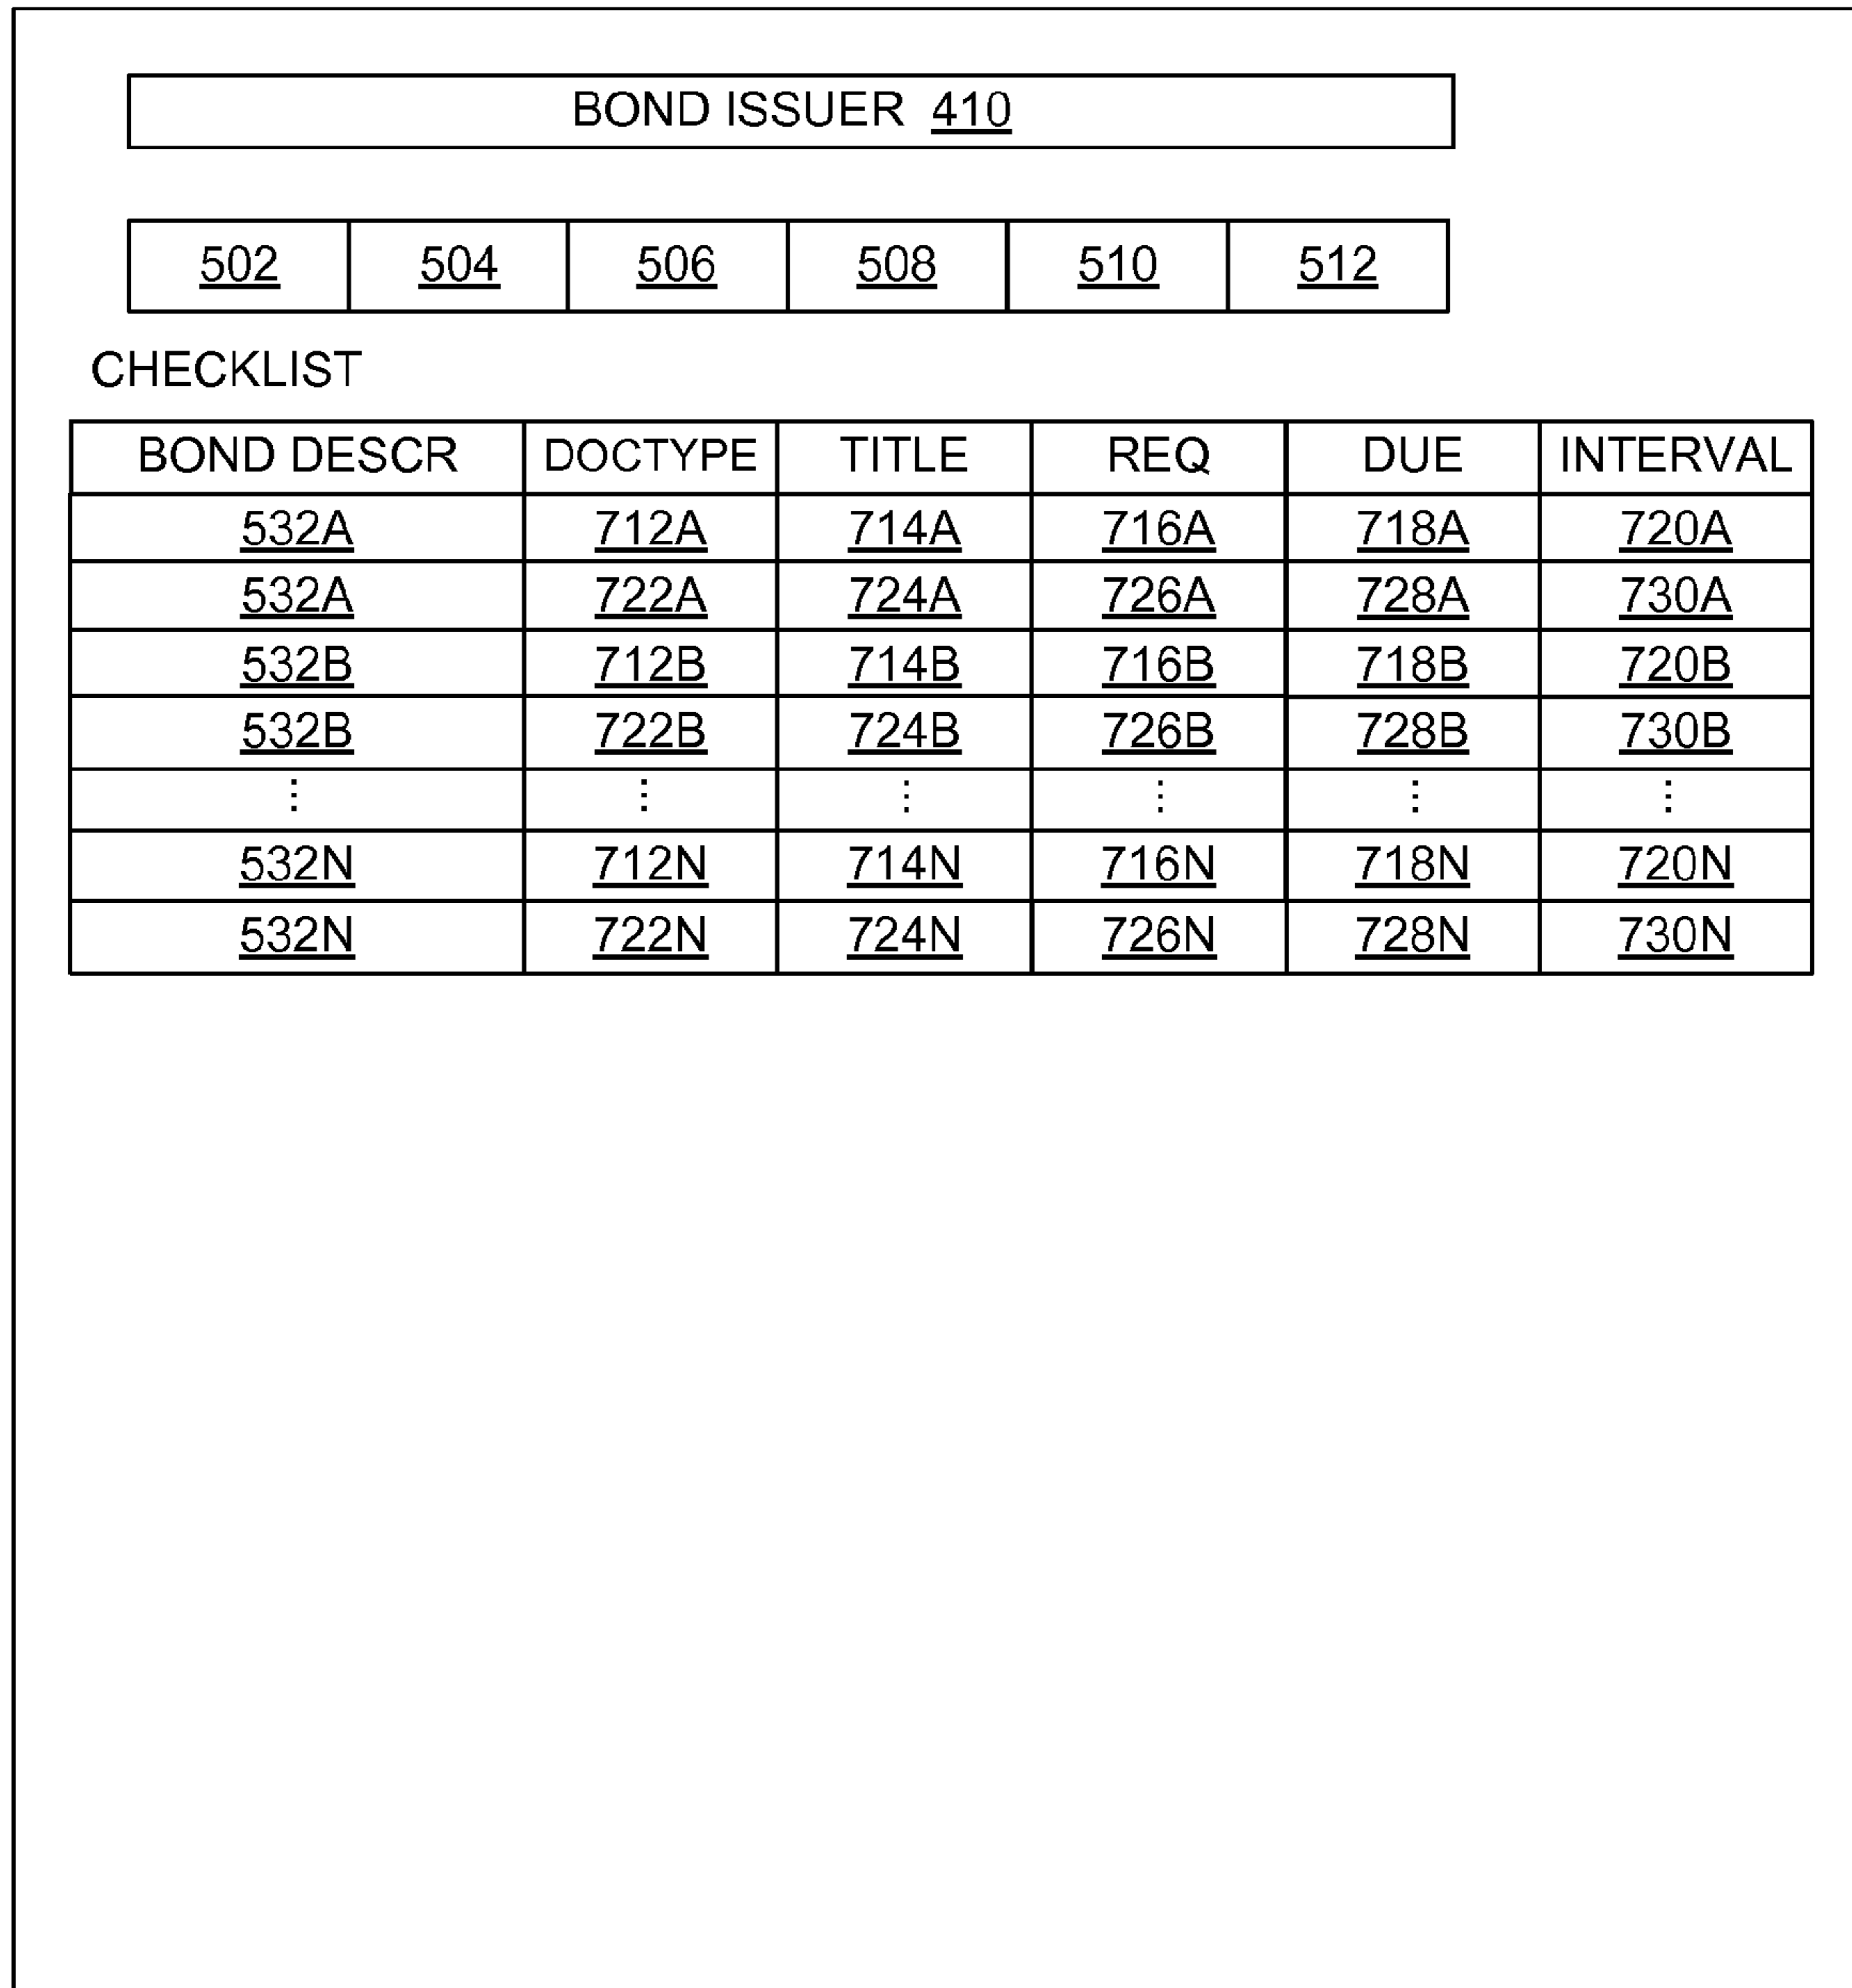 BOND ISSUER 410
502 504 506 508 510 512
CHECKLIST
BOND DESCR DOCTYPE TITLE REQ DUE INTERVAL
532A 712A 714A 716A 718A 720A
532A 722A 724A 726A 728A 730A
532B 712B 714B 716B 718B 720B
532B 722B 724B 726B 728B 730B
⋮ ⋮ ⋮ ⋮ ⋮ ⋮
532N 712N 714N 716N 718N 720N
532N 722N 724N 726N 728N 730N